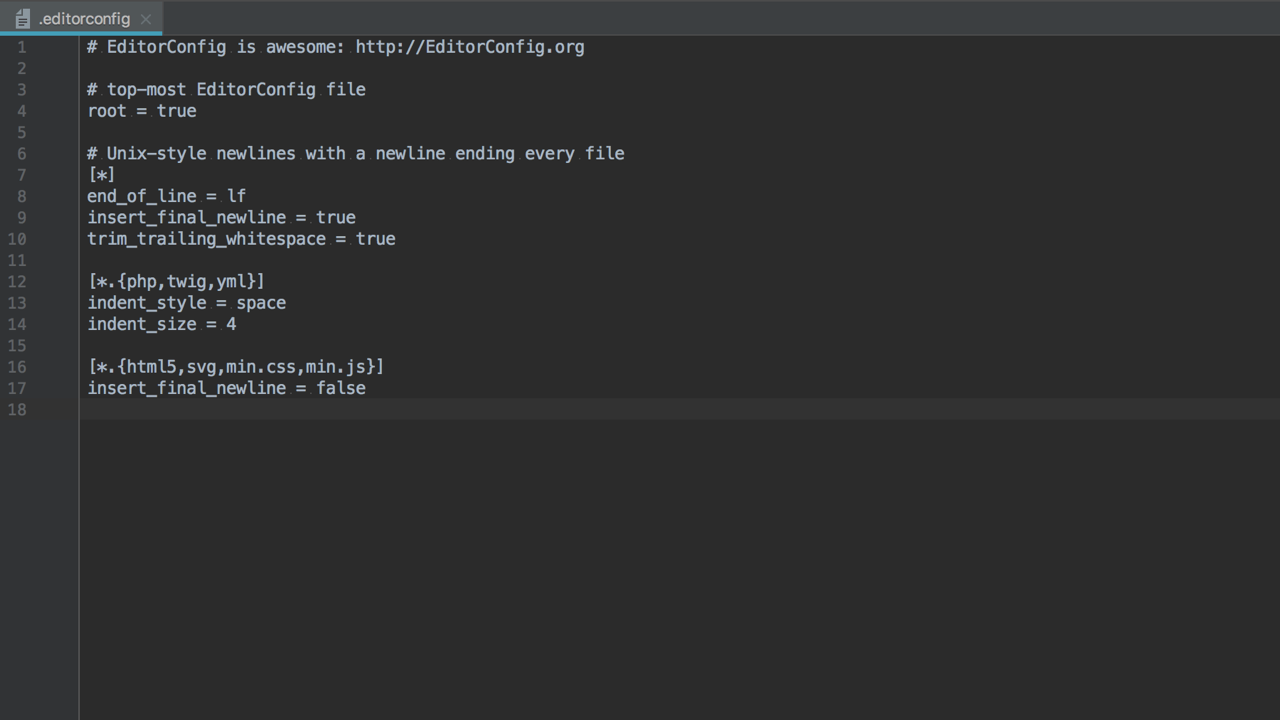 .editorconfig
1 # EditorConfig is awesome: http://EditorConfig.org
2
3 # top-most EditorConfig file
4 root = true
5
6 # Unix-style newlines with a newline ending every file
7 [*]
8 end_of_line = lf
9 insert_final_newline = true
10 trim_trailing_whitespace = true
11
12 [*.{php,twig,yml}]
13 indent_style = space
14 indent_size = 4
15
16 [*.{html5,svg,min.css,min.js}]
17 insert_final_newline = false
18